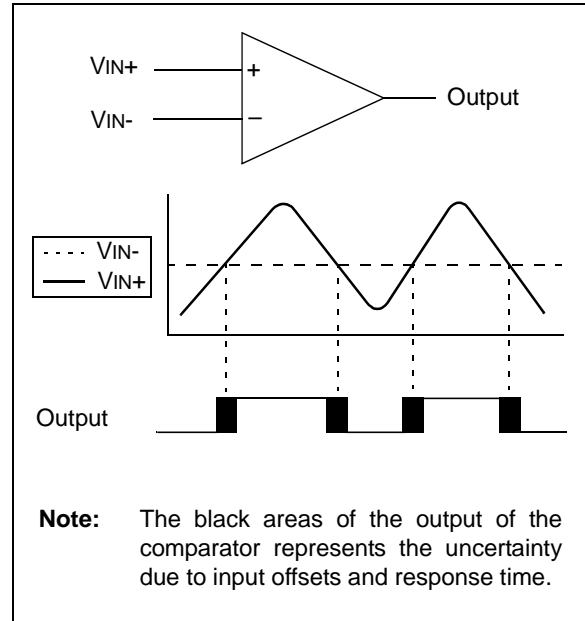 VIN+
+
Output
VIN-
–
VIN-
VIN+
Output
Note: The black areas of the output of the
comparator represents the uncertainty
due to input offsets and response time.